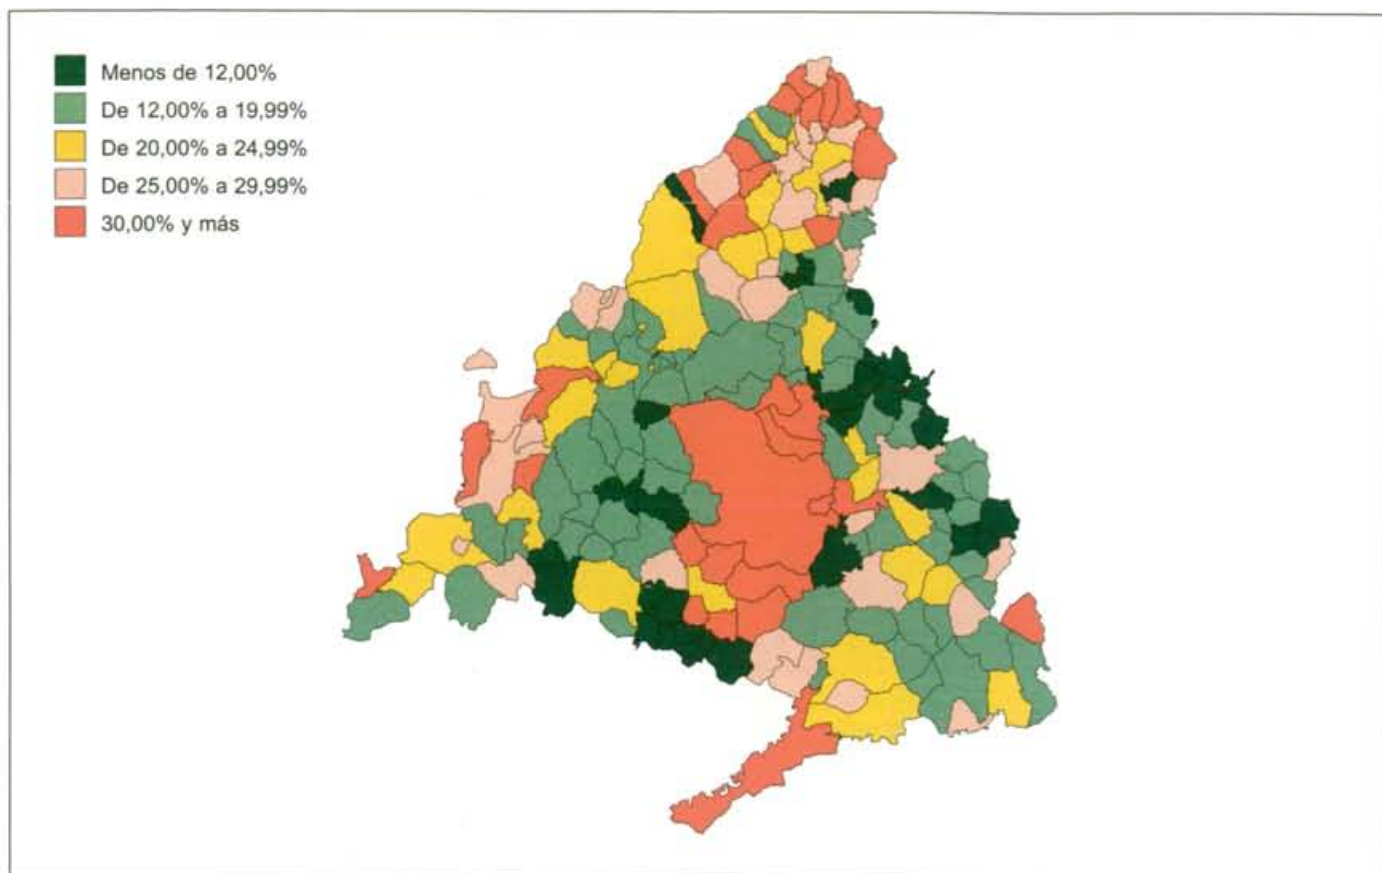 Menos de 12,00%
De 12,00% a 19,99%
De 20,00% a 24,99%
De 25,00% a 29,99%
30,00% y más